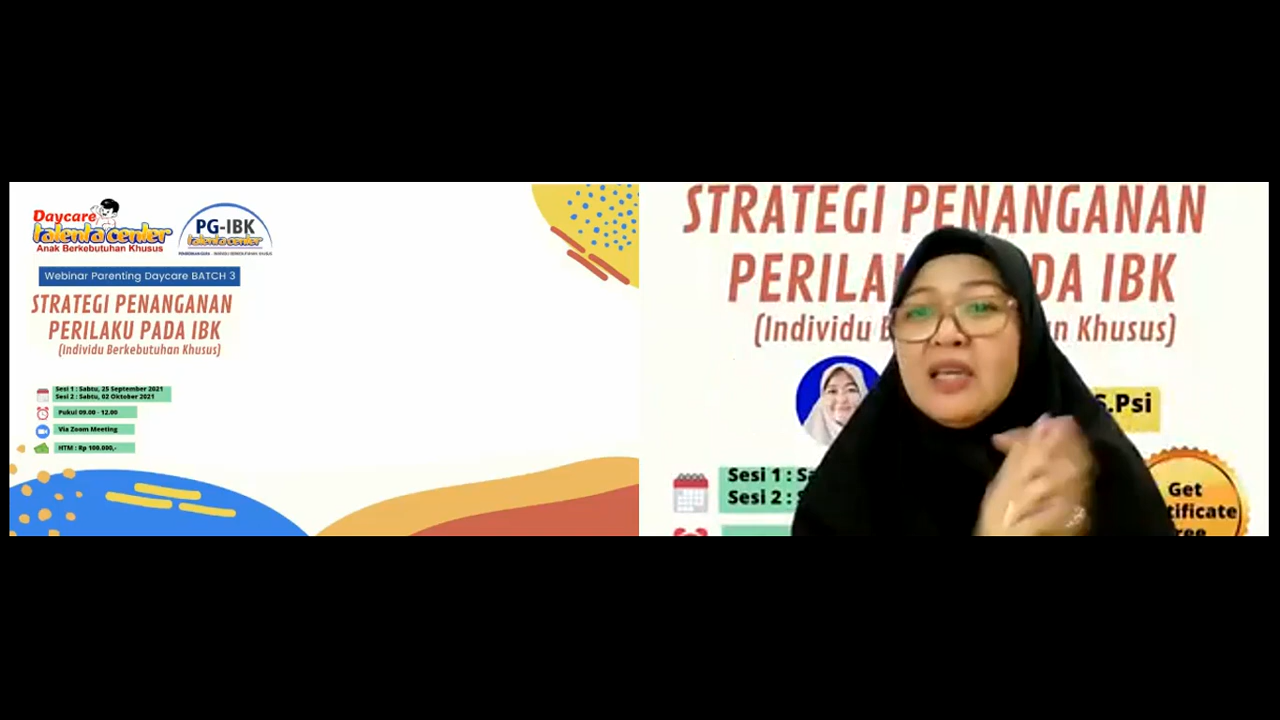 Daycare
talenta center
Anak Berkebutuhan Khusus
PG-IBK
talenta center
Webinar Parenting Daycare BATCH 3
STRATEGI PENANGANAN
PERILAKU PADA IBK
(Individu Berkebutuhan Khusus)
Sesi 1 : Sabtu, 25 September 2021
Sesi 2 : Sabtu, 02 Oktober 2021
Pukul 09.00 - 12.00
Via Zoom Meeting
HTM : Rp 100.000,-
STRATEGI PENANGANAN
PERILA DA IBK
(Individu B n Khusus)
S.Psi
Sesi 1 : Sa
Sesi 2 : S
Get
tificate
ree